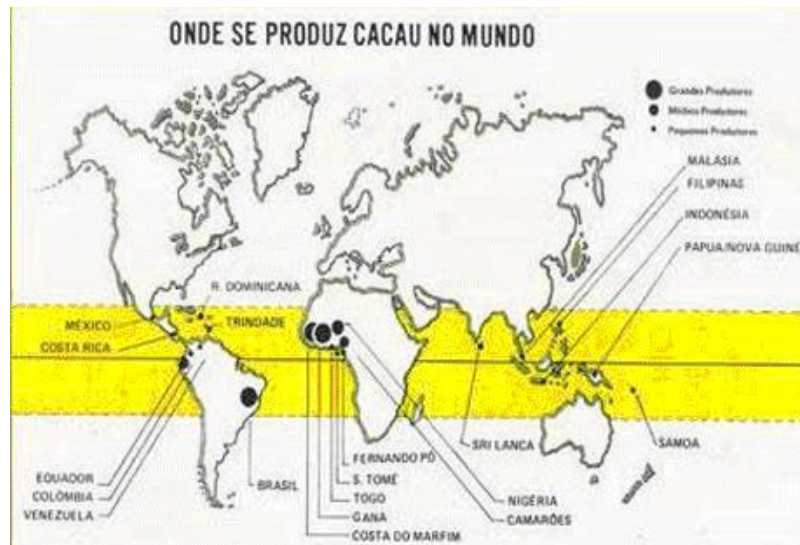 ONDE SE PRODUZ CACAU NO MUNDO
Grandes Produtores
Médios Produtores
Pequenos Produtores
MALASIA
FILIPINAS
INDONÉSIA
PAPUA/NOVA GUINÉ
R. DOMINICANA
MÉXICO
TRINDADE
COSTA RICA
EQUADOR
COLÔMBIA
VENEZUELA
BRASIL
FERNANDO PÓ
S. TOMÉ
TOGO
GANA
COSTA DO MARFIM
NIGÉRIA
CAMARÕES
SRI LANCA
SAMOA